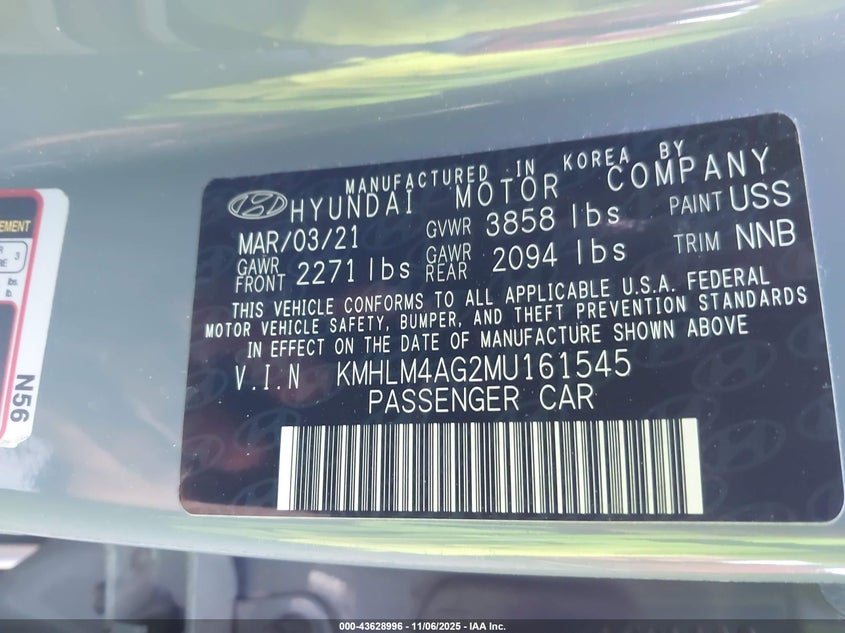 MANUFACTURED IN KOREA BY
HYUNDAI MOTOR COMPANY
MAR/03/21 GVWR 3858 lbs PAINT USS
GAWR FRONT 2271 lbs GAWR REAR 2094 lbs TRIM NNB
THIS VEHICLE CONFORMS TO ALL APPLICABLE U.S.A. FEDERAL
MOTOR VEHICLE SAFETY, BUMPER, AND THEFT PREVENTION STANDARDS
IN EFFECT ON THE DATE OF MANUFACTURE SHOWN ABOVE
V.I.N KMHLM4AG2MU161545
PASSENGER CAR
EMENT
3
N56
000-43628996 - 11/06/2025 - IAA Inc.